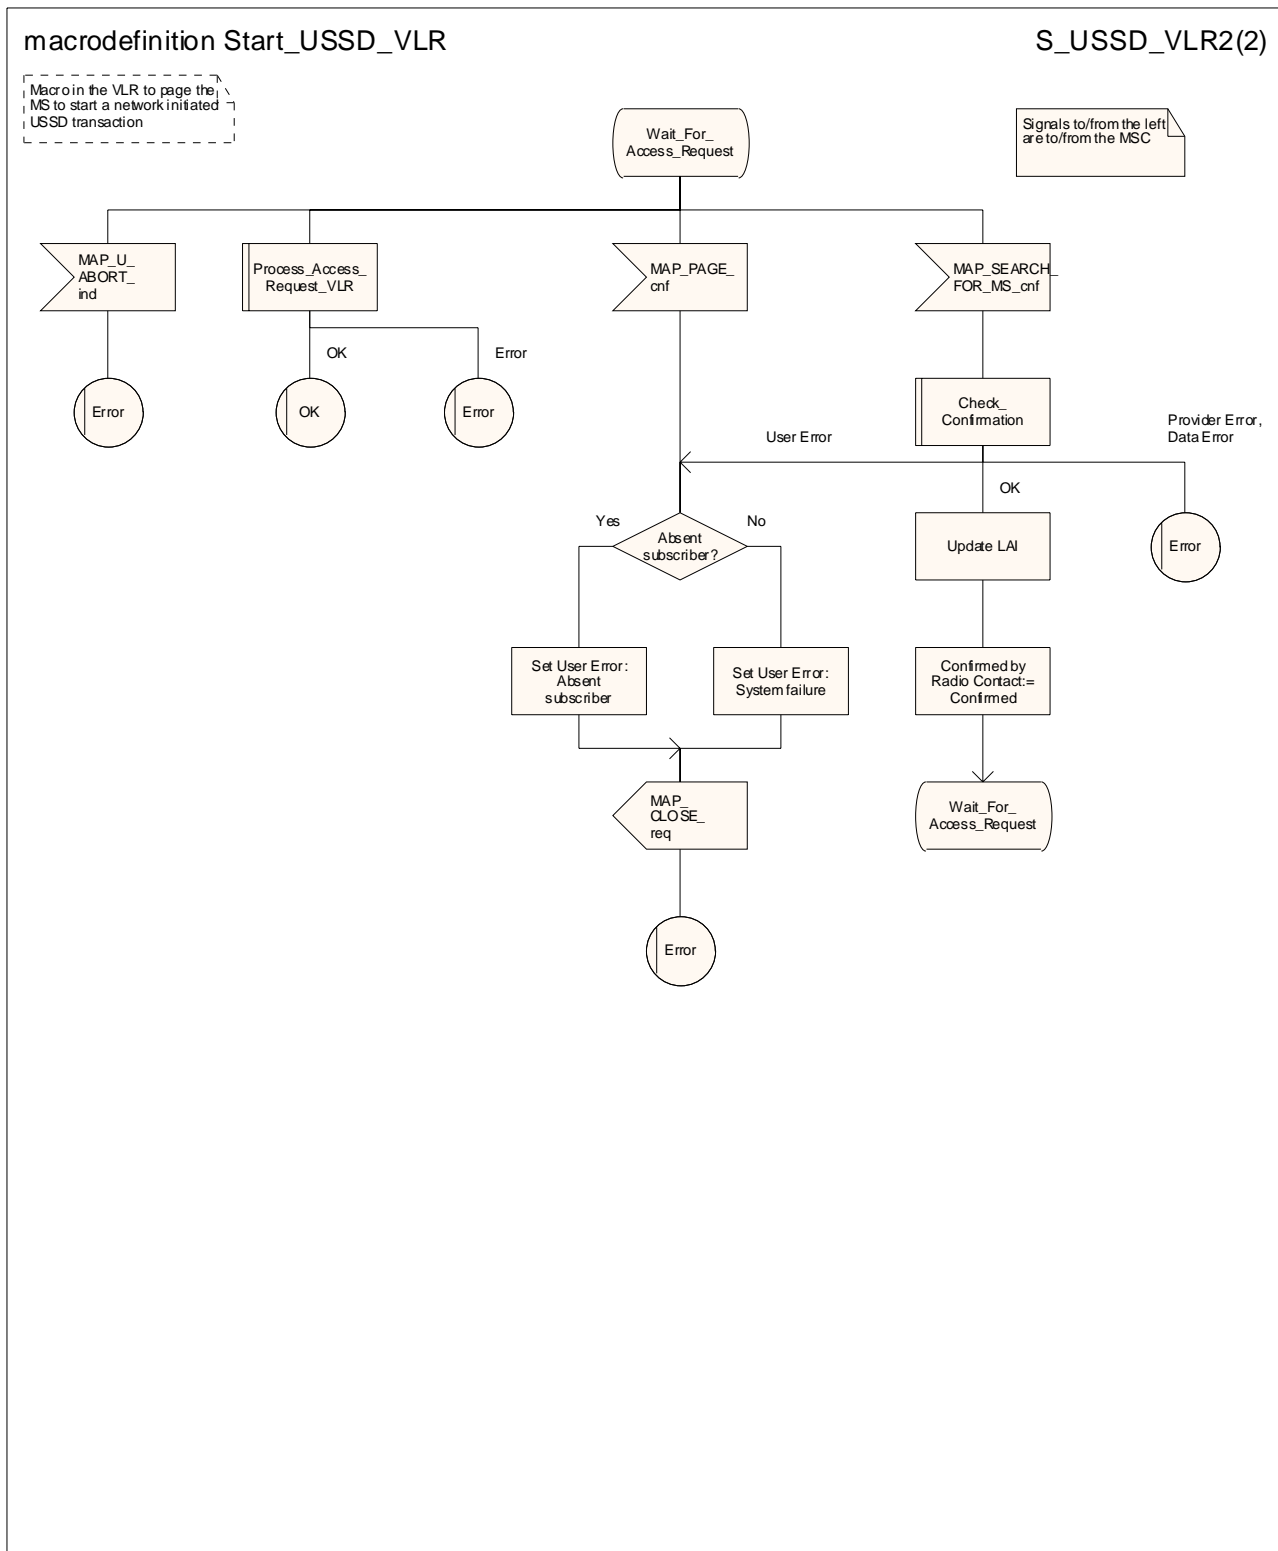 macrodefinition Start_USSD_VLR
S_USSD_VLR2(2)
Macro in the VLR to page the
MS to start a network initiated
USSD transaction
Wait_For_
Access_Request
Signals to/from the left
are to/from the MSC
MAP_U_
ABORT_
ind
Process_Access_
Request_VLR
MAP_PAGE_
cnf
MAP_SEARCH_
FOR_MS_cnf
OK
Error
Error
OK
Error
Check_
Confirmation
User Error
Provider Error,
Data Error
OK
Yes
No
Absent
subscriber?
Update LAI
Error
Set User Error:
Absent
subscriber
Set User Error:
System failure
Confirmed by
Radio Contact:=
Confirmed
MAP_
CLOSE_
req
Wait_For_
Access_Request
Error